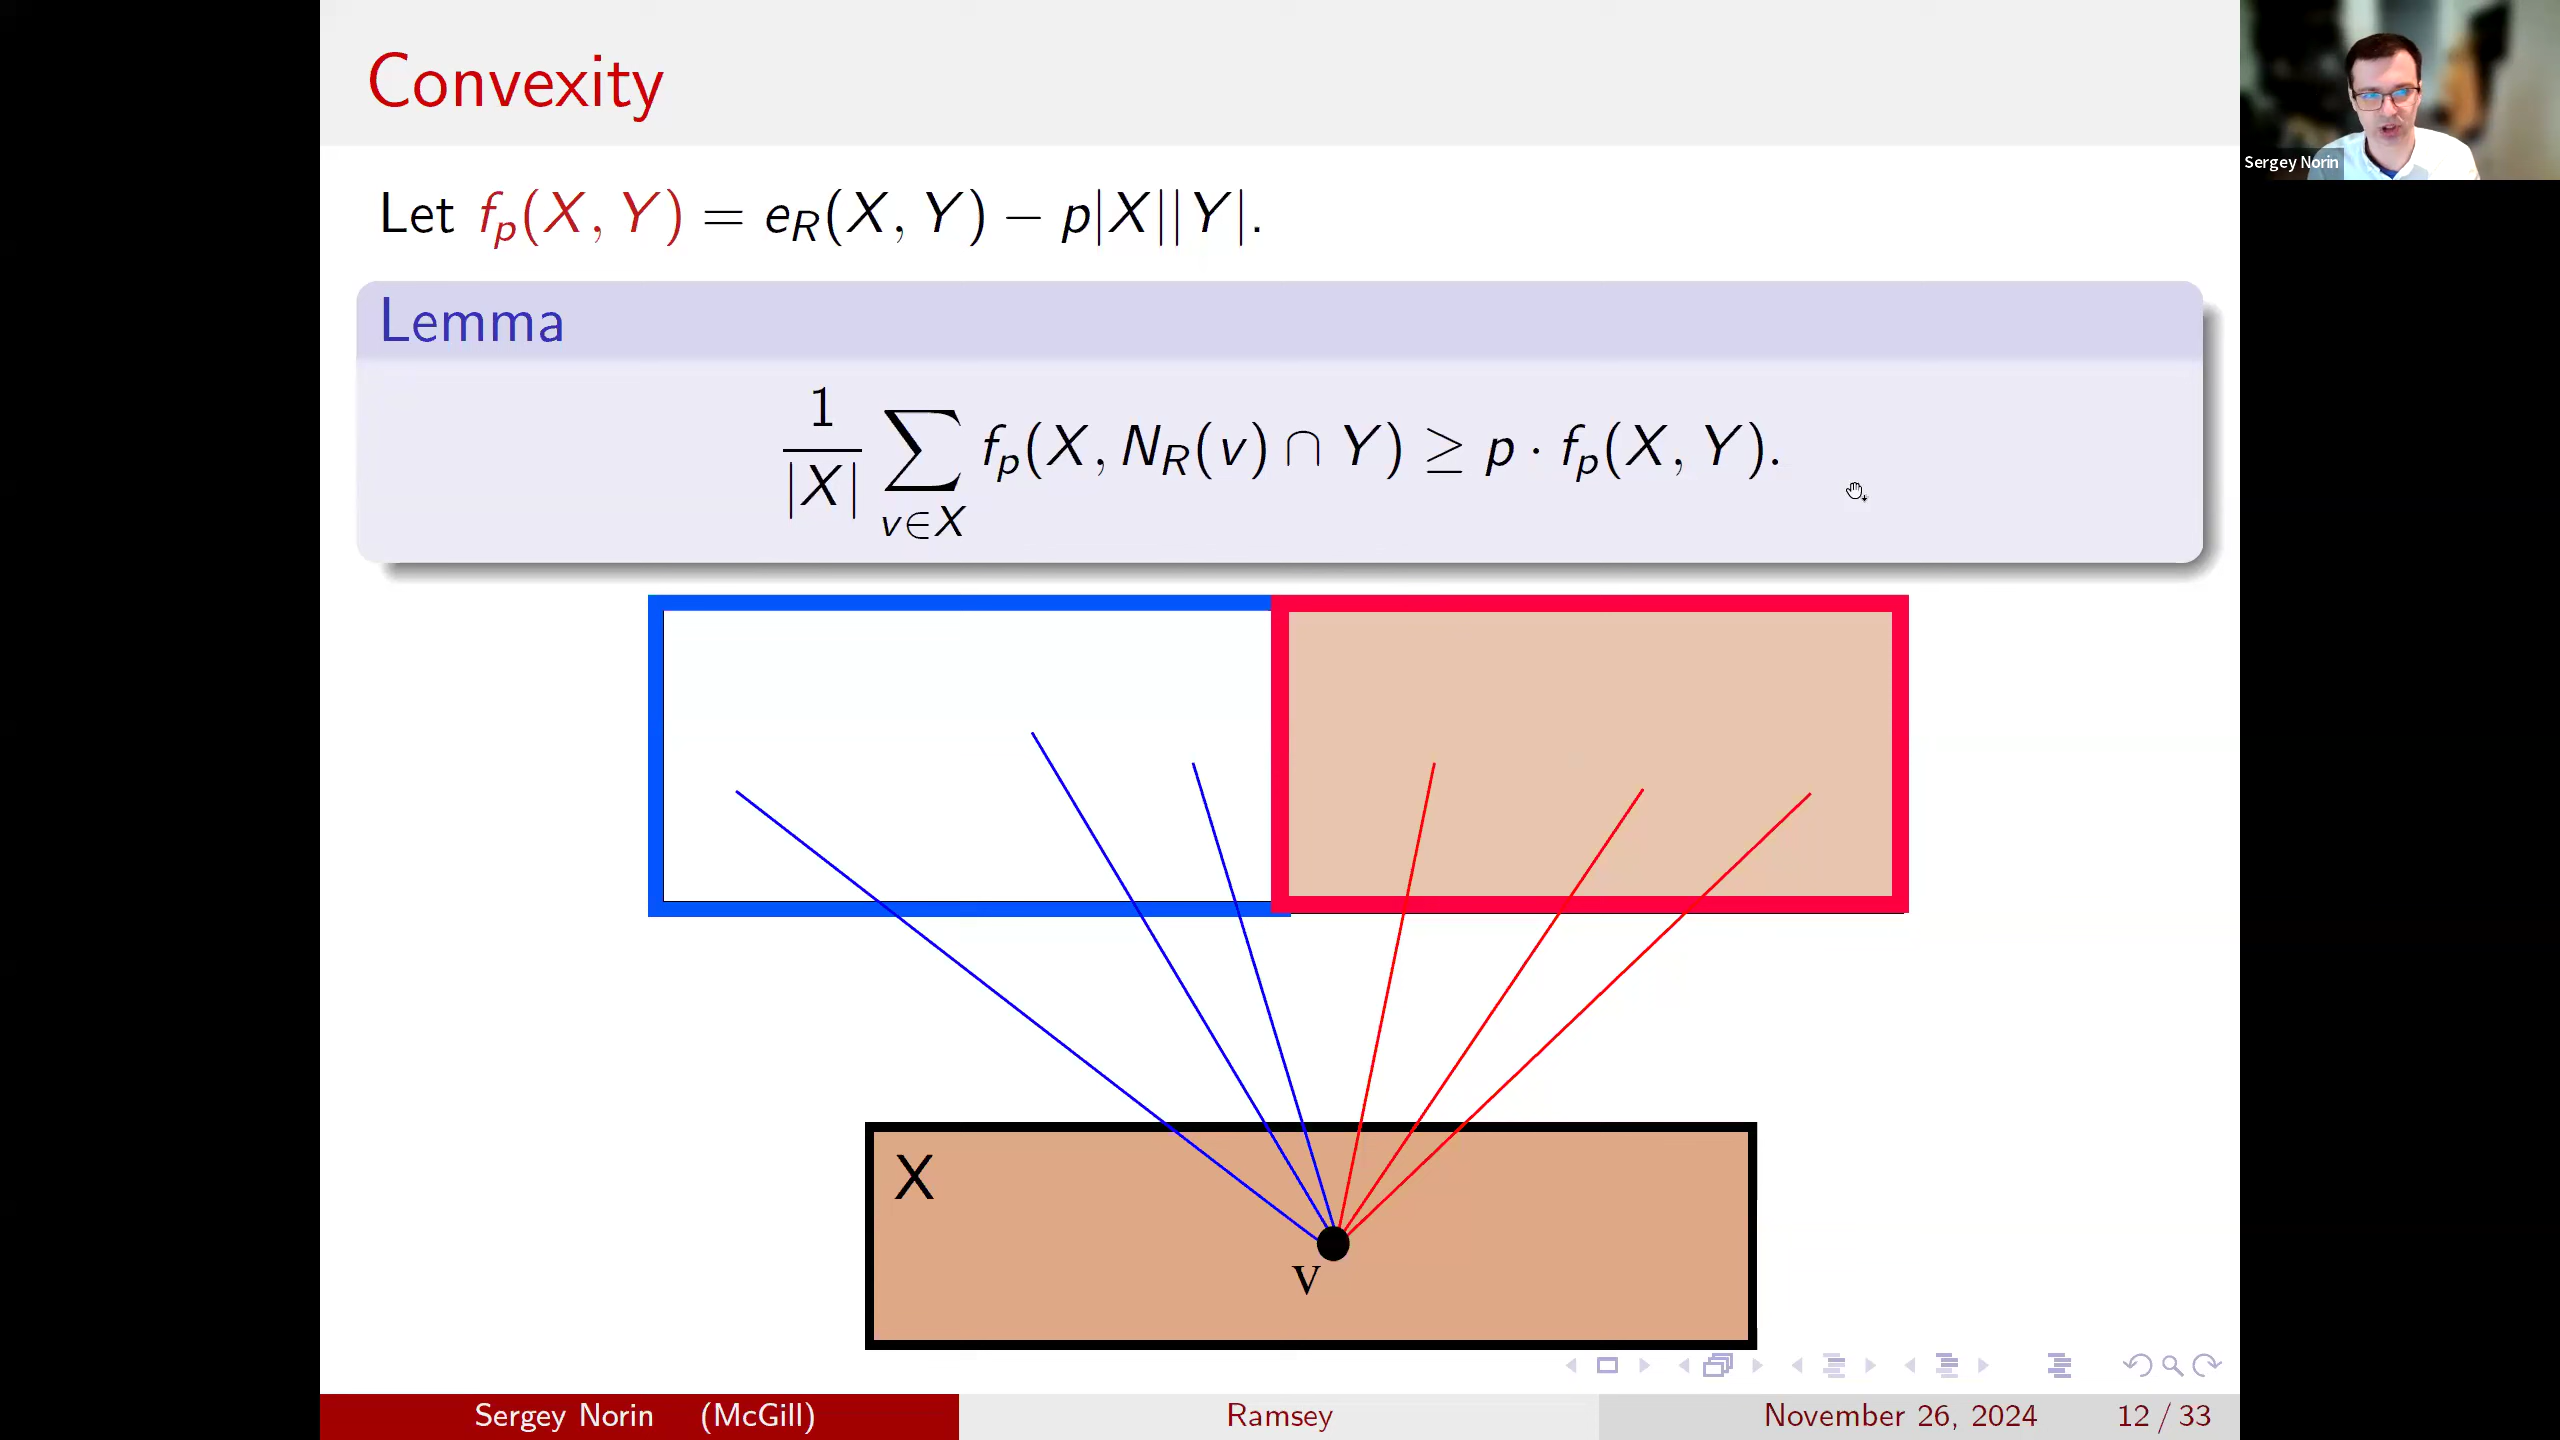 Convexity
Sergey Norin
Let f_p(X, Y) = e_R(X, Y) − p|X||Y|.
Lemma
1/|X| ∑_{v∈X} f_p(X, N_R(v) ∩ Y) ≥ p · f_p(X, Y).
X
v
Sergey Norin (McGill)
Ramsey
November 26, 2024
12 / 33